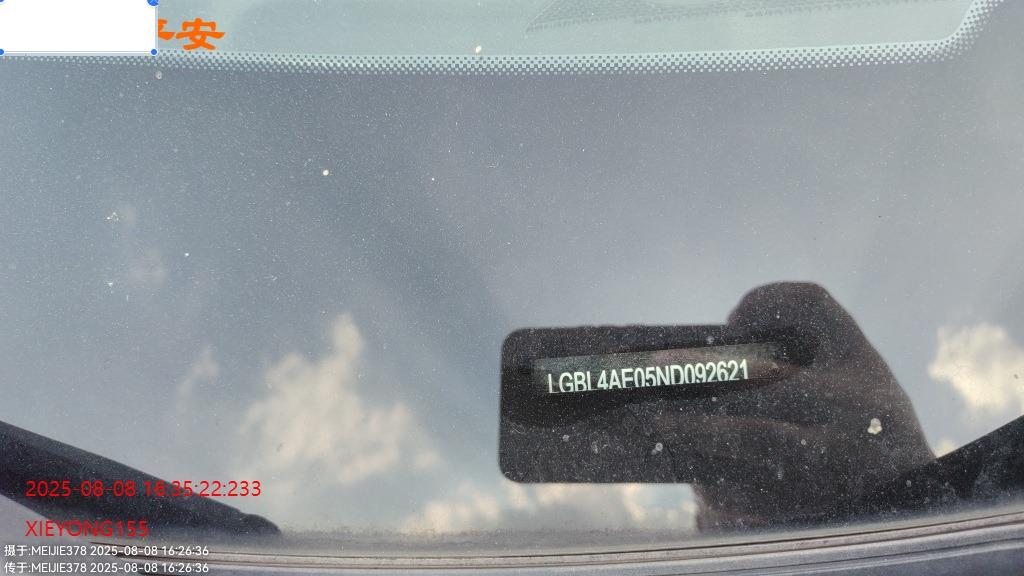 平安
LGBL4AE05ND092621
2025-08-08 16:35:22:233
XIEYONG155
摄于:MEIJIE378 2025-08-08 16:26:36
传于:MEIJIE378 2025-08-08 16:26:36